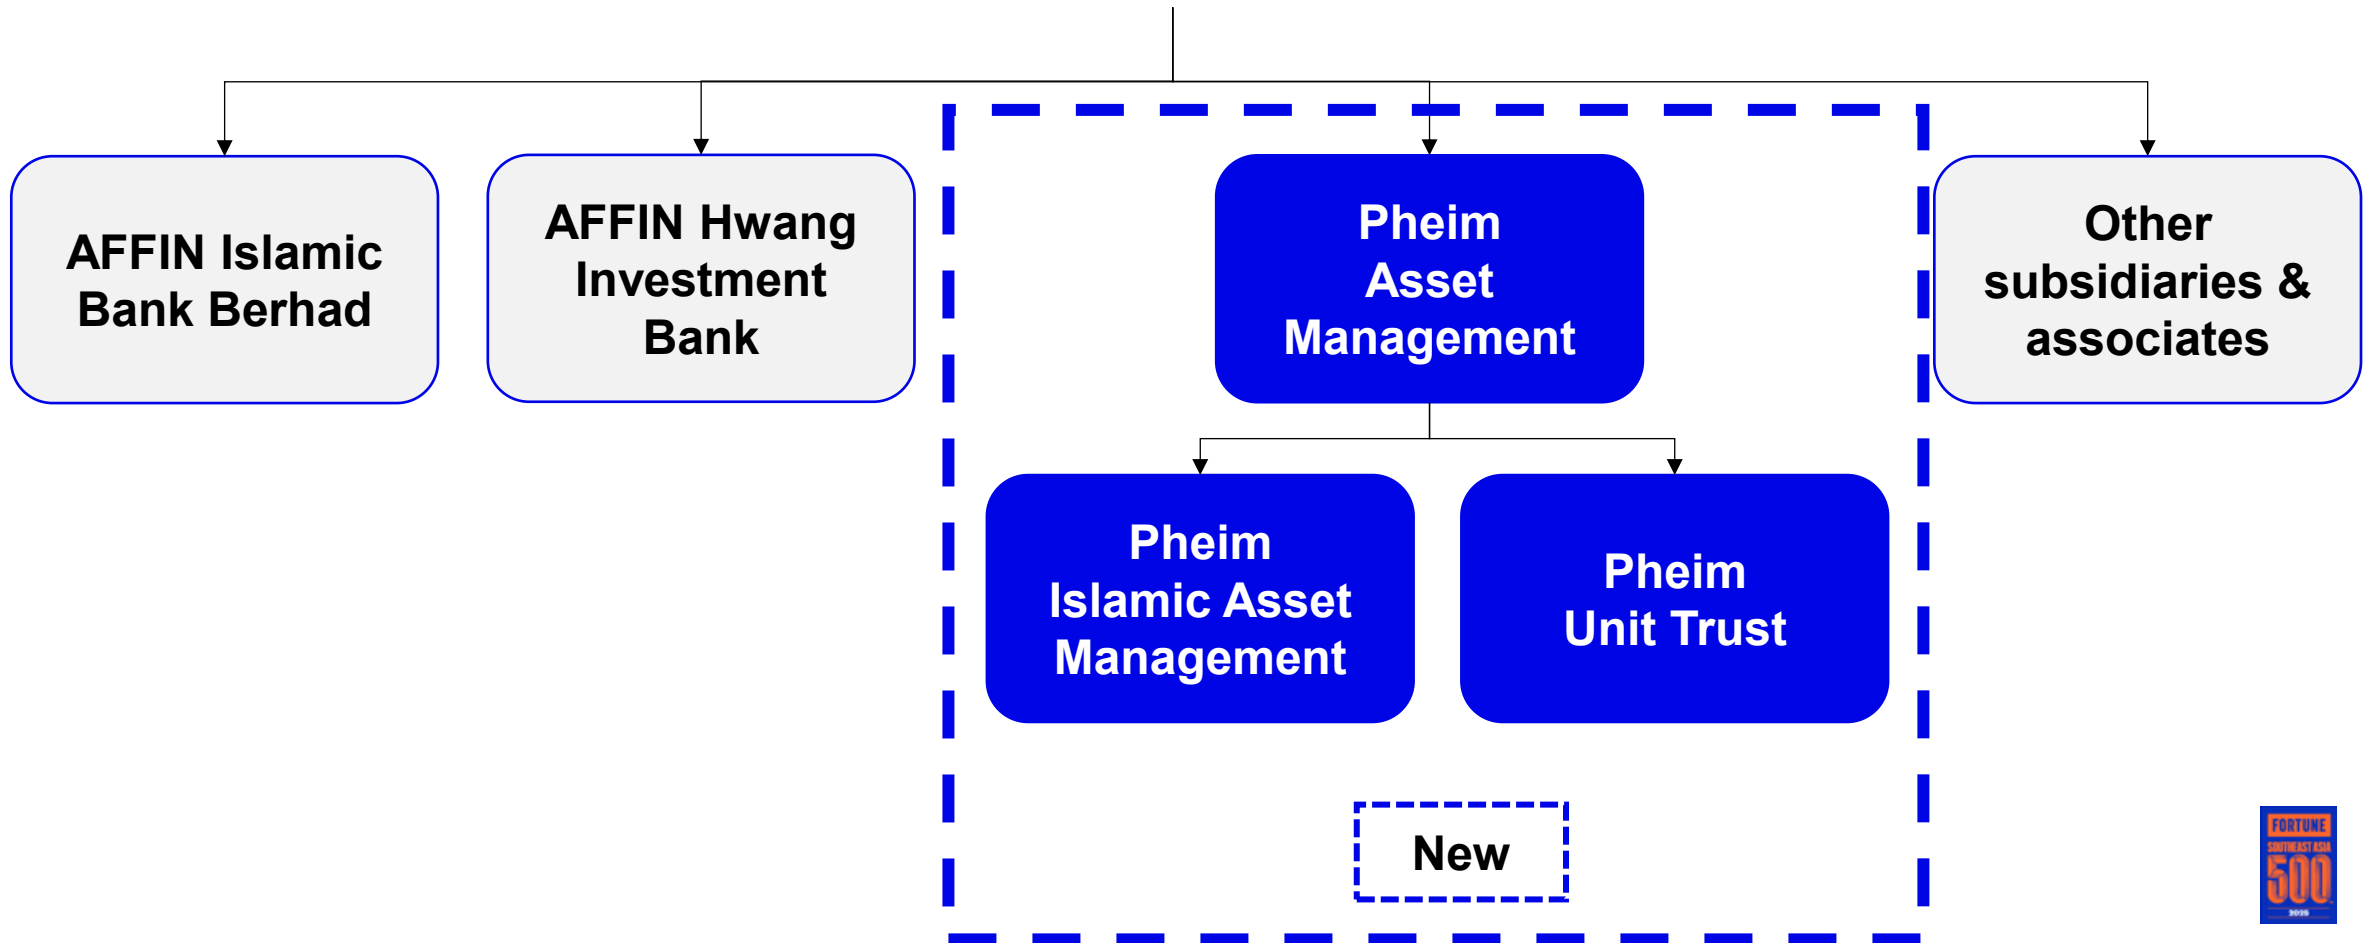 AFFIN Islamic
Bank Berhad
AFFIN Hwang
Investment
Bank
Pheim
Asset
Management
Other
subsidiaries &
associates
Pheim
Islamic Asset
Management
Pheim
Unit Trust
New
FORTUNE
SOUTHEAST ASIA
500
2025